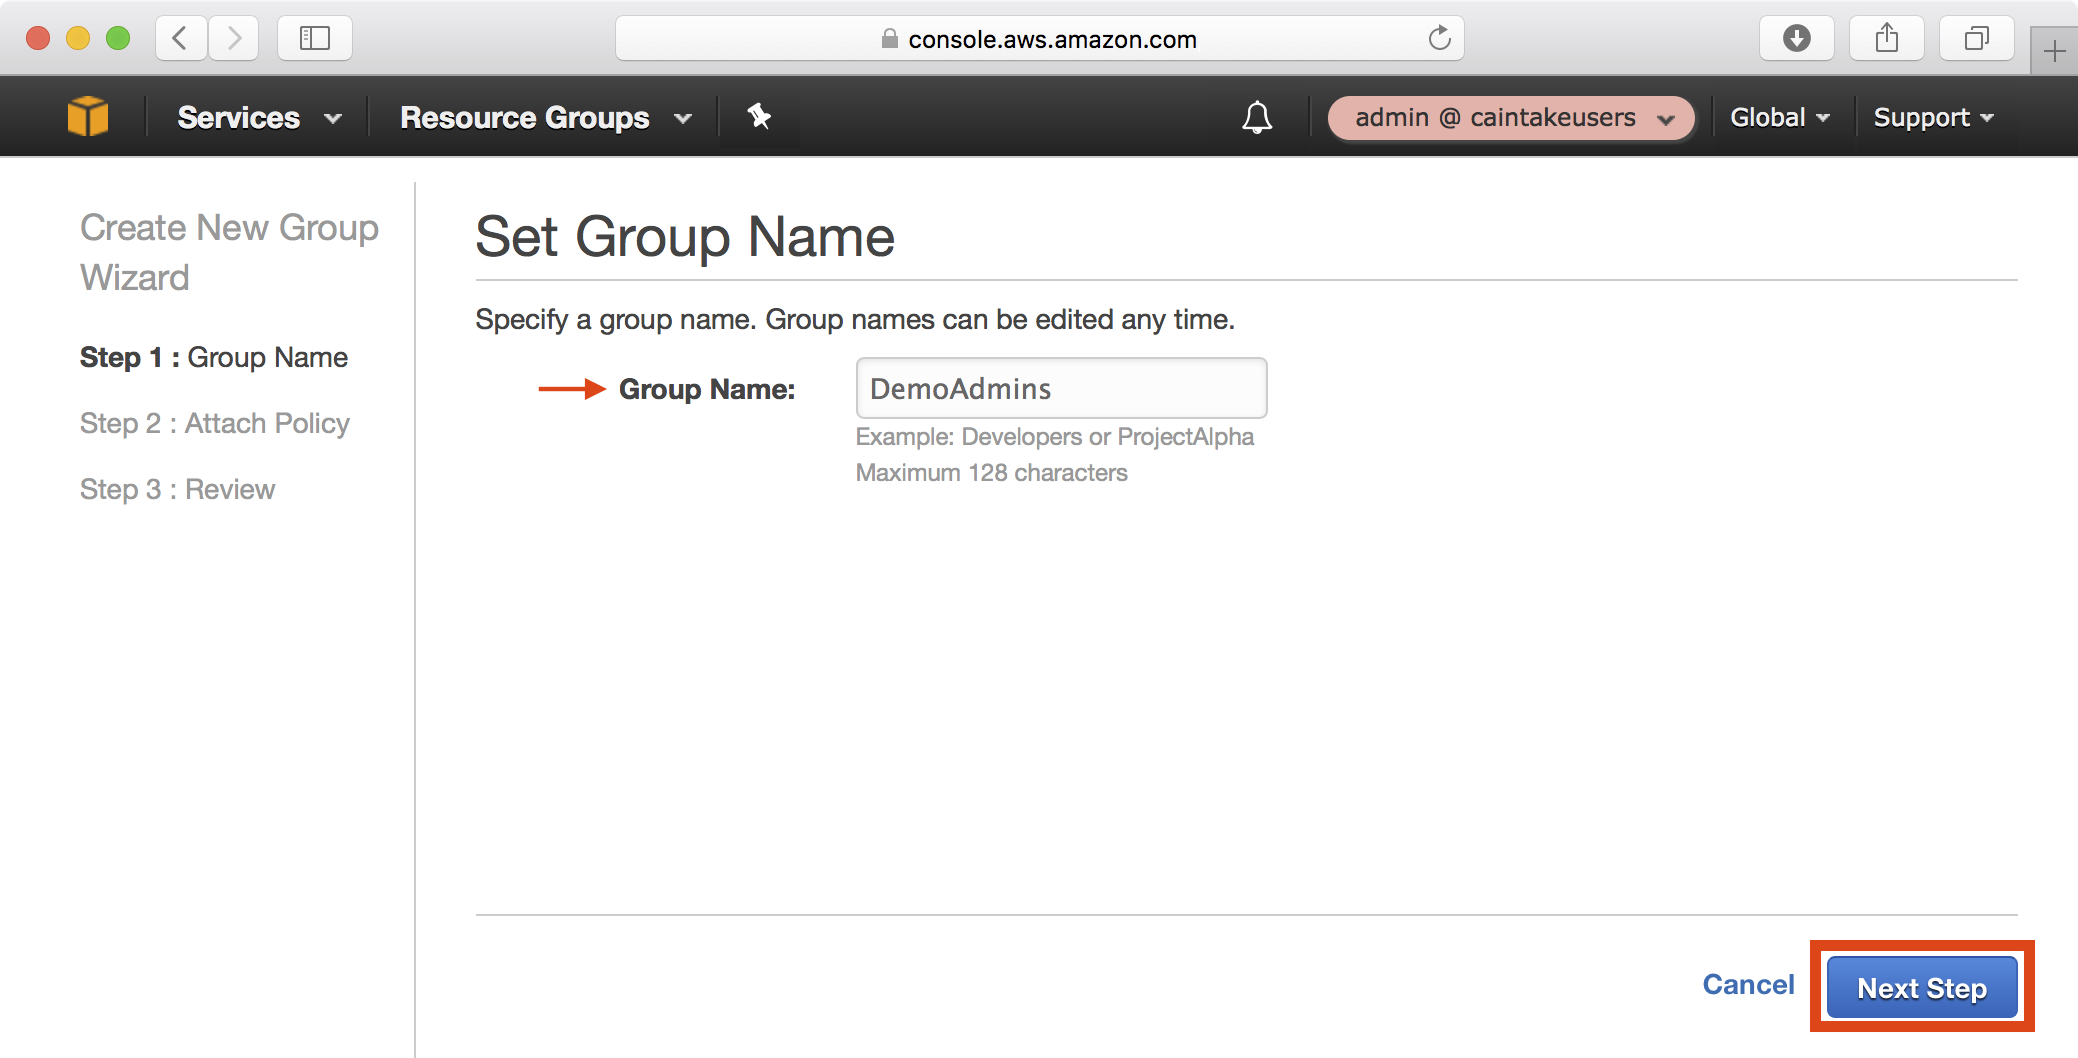 console.aws.amazon.com
Services
Resource Groups
admin @ caintakeusers
Global
Support
Create New Group
Wizard
Step 1 : Group Name
Step 2 : Attach Policy
Step 3 : Review
Set Group Name
Specify a group name. Group names can be edited any time.
Group Name:
DemoAdmins
Example: Developers or ProjectAlpha
Maximum 128 characters
Cancel
Next Step